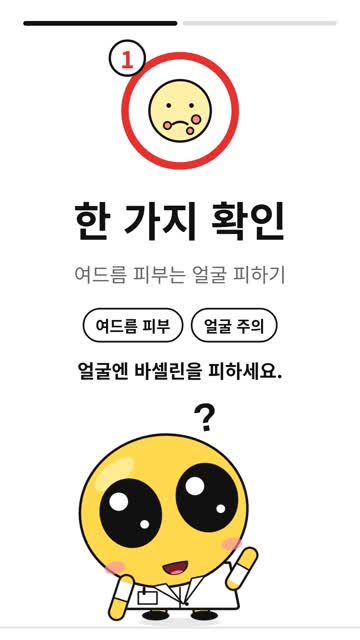 1
한 가지 확인
여드름 피부는 얼굴 피하기
여드름 피부 얼굴 주의
얼굴엔 바셀린을 피하세요.
?